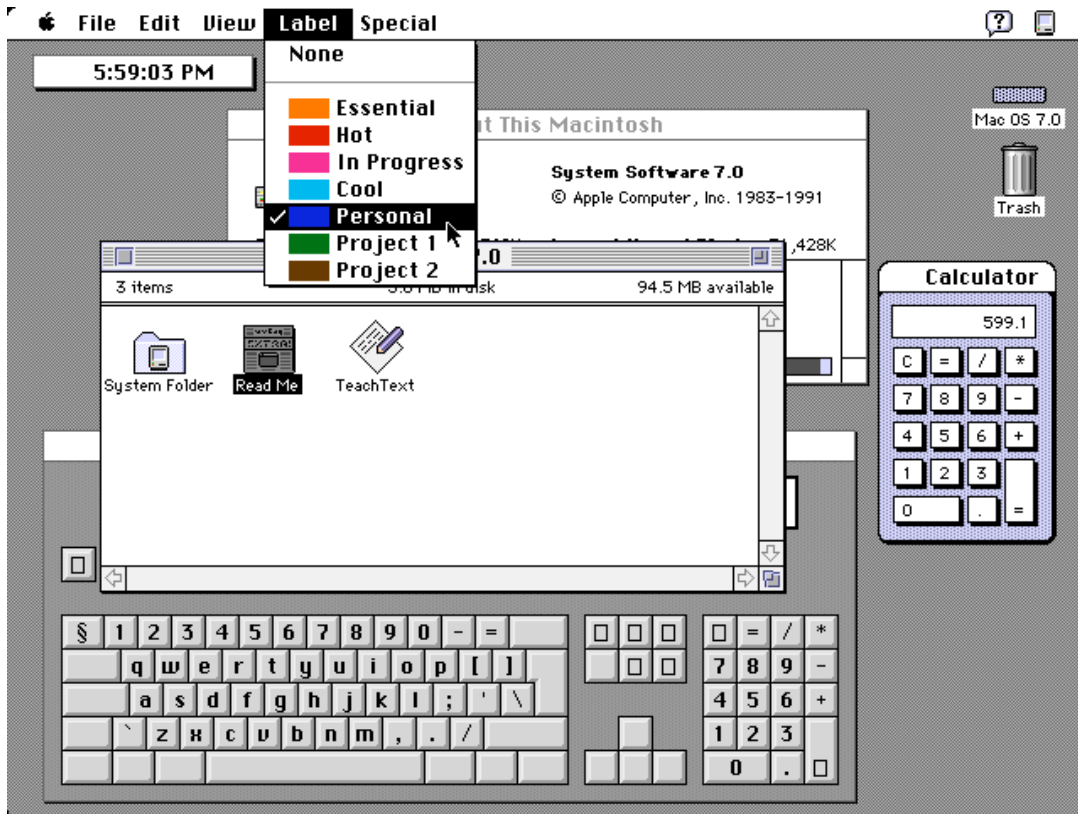 File Edit View Label Special
5:59:03 PM
None
Essential
Hot
In Progress
Cool
Personal
Project 1
Project 2
Mac OS 7.0
Trash
t This Macintosh
System Software 7.0
© Apple Computer, Inc. 1983-1991
,428K
.0
3 items
94.5 MB available
System Folder
Read Me
TeachText
Calculator
599.1
C = / *
7 8 9 -
4 5 6 +
1 2 3
0 . =
§ 1 2 3 4 5 6 7 8 9 0 - =
q w e r t y u i o p [ ]
a s d f g h j k l ; ' \
` z x c v b n m , . /
= / *
7 8 9 -
4 5 6 +
1 2 3
0 .